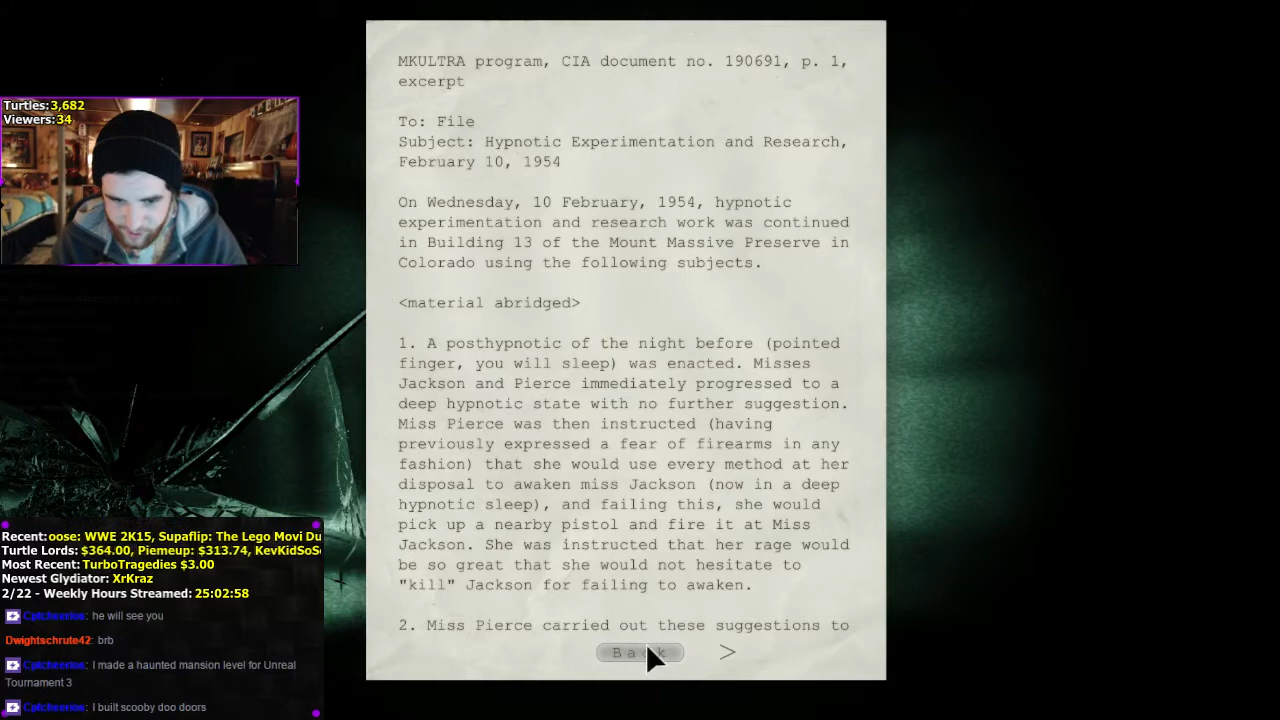 MKULTRA program, CIA document no. 190691, p. 1,
excerpt
To: File
Subject: Hypnotic Experimentation and Research,
February 10, 1954
On Wednesday, 10 February, 1954, hypnotic
experimentation and research work was continued
in Building 13 of the Mount Massive Preserve in
Colorado using the following subjects.
<material abridged>
1. A posthypnotic of the night before (pointed
finger, you will sleep) was enacted. Misses
Jackson and Pierce immediately progressed to a
deep hypnotic state with no further suggestion.
Miss Pierce was then instructed (having
previously expressed a fear of firearms in any
fashion) that she would use every method at her
disposal to awaken miss Jackson (now in a deep
hypnotic sleep), and failing this, she would
pick up a nearby pistol and fire it at Miss
Jackson. She was instructed that her rage would
be so great that she would not hesitate to
"kill" Jackson for failing to awaken.
2. Miss Pierce carried out these suggestions to
Back >
Turtles:3,682
Viewers:34
Recent:oose: WWE 2K15, Supaflip: The Lego Movi Du
Turtle Lords: $364.00, Piemeup: $313.74, KevKidSoS
Most Recent: TurboTragedies $3.00
Newest Glydiator: XrKraz
2/22 - Weekly Hours Streamed: 25:02:58
Cptcheerios: he will see you
Dwightschrute42: brb
Cptcheerios: I made a haunted mansion level for Unreal
Tournament 3
Cptcheerios: I built scooby doo doors